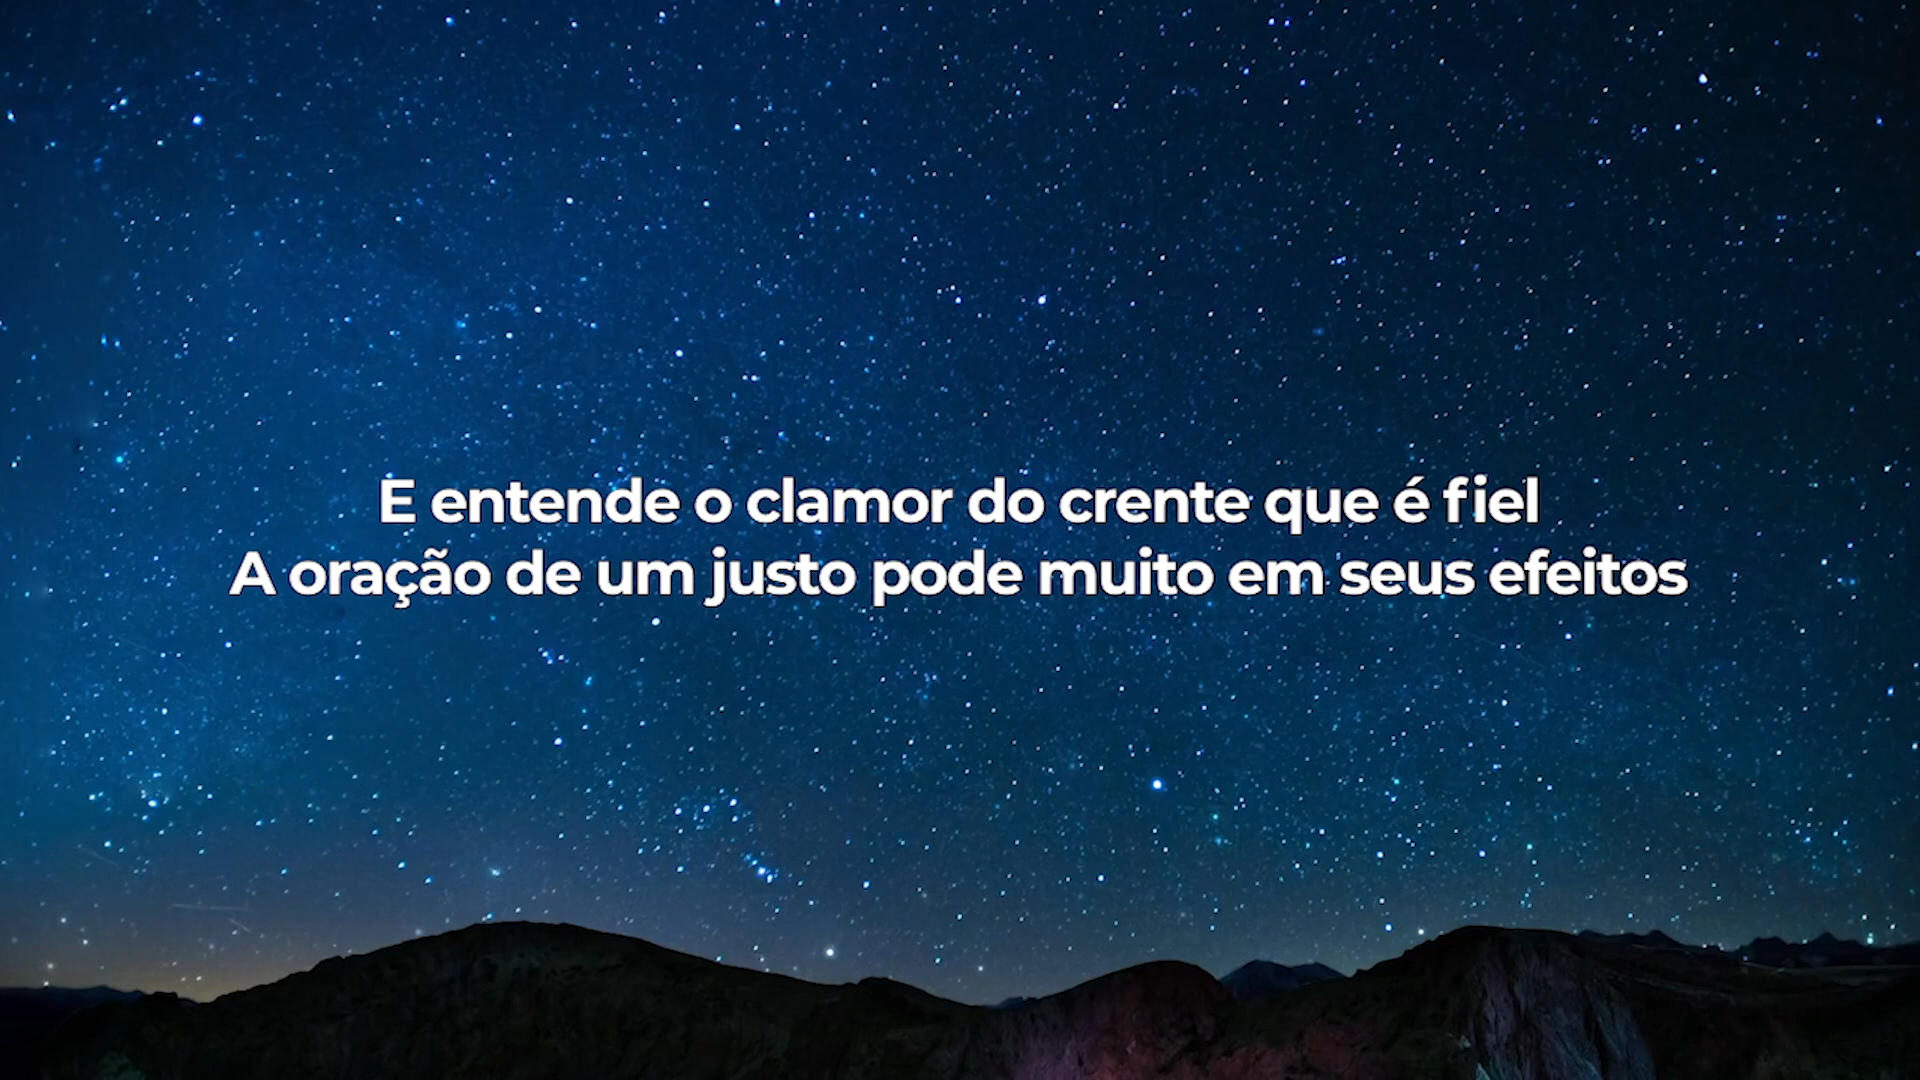 E entende o clamor do crente que é fiel
A oração de um justo pode muito em seus efeitos